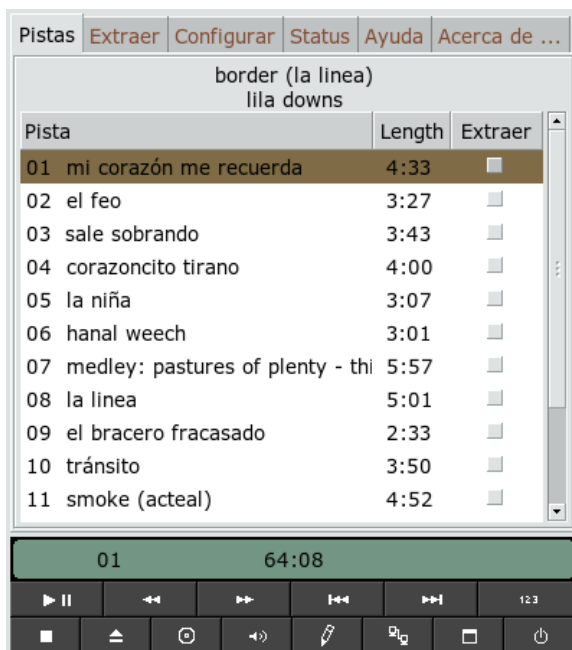 Pistas Extraer Configurar Status Ayuda Acerca de ...
border (la linea)
lila downs
Pista Length Extraer
01 mi corazón me recuerda 4:33
02 el feo 3:27
03 sale sobrando 3:43
04 corazoncito tirano 4:00
05 la niña 3:07
06 hanal weech 3:01
07 medley: pastures of plenty - thi 5:57
08 la linea 5:01
09 el bracero fracasado 2:33
10 tránsito 3:50
11 smoke (acteal) 4:52
01 64:08
123